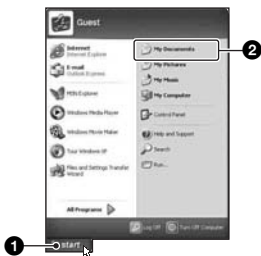 Guest
Internet
Internet Explorer
E-mail
Outlook Express
MSN Explorer
Windows Media Player
Windows Movie Maker
Tour Windows XP
Files and Settings Transfer
Wizard
All Programs
My Documents
My Pictures
My Music
My Computer
Control Panel
Help and Support
Search
Run...
2
Log Off
Turn Off Computer
1
start